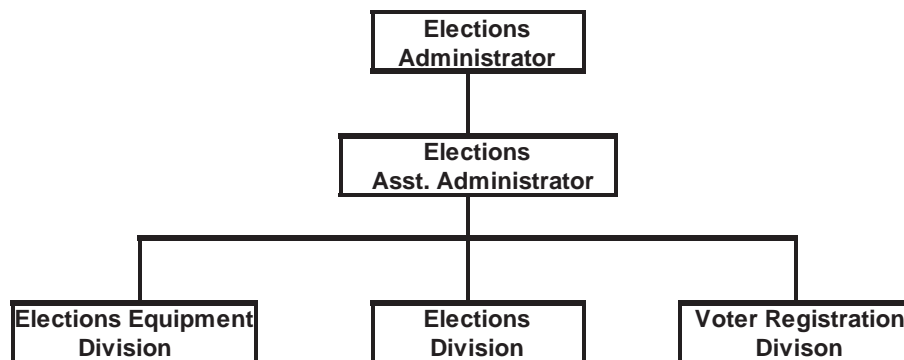 Elections
Administrator
Elections
Asst. Administrator
Elections Equipment
Division
Elections
Division
Voter Registration
Divison